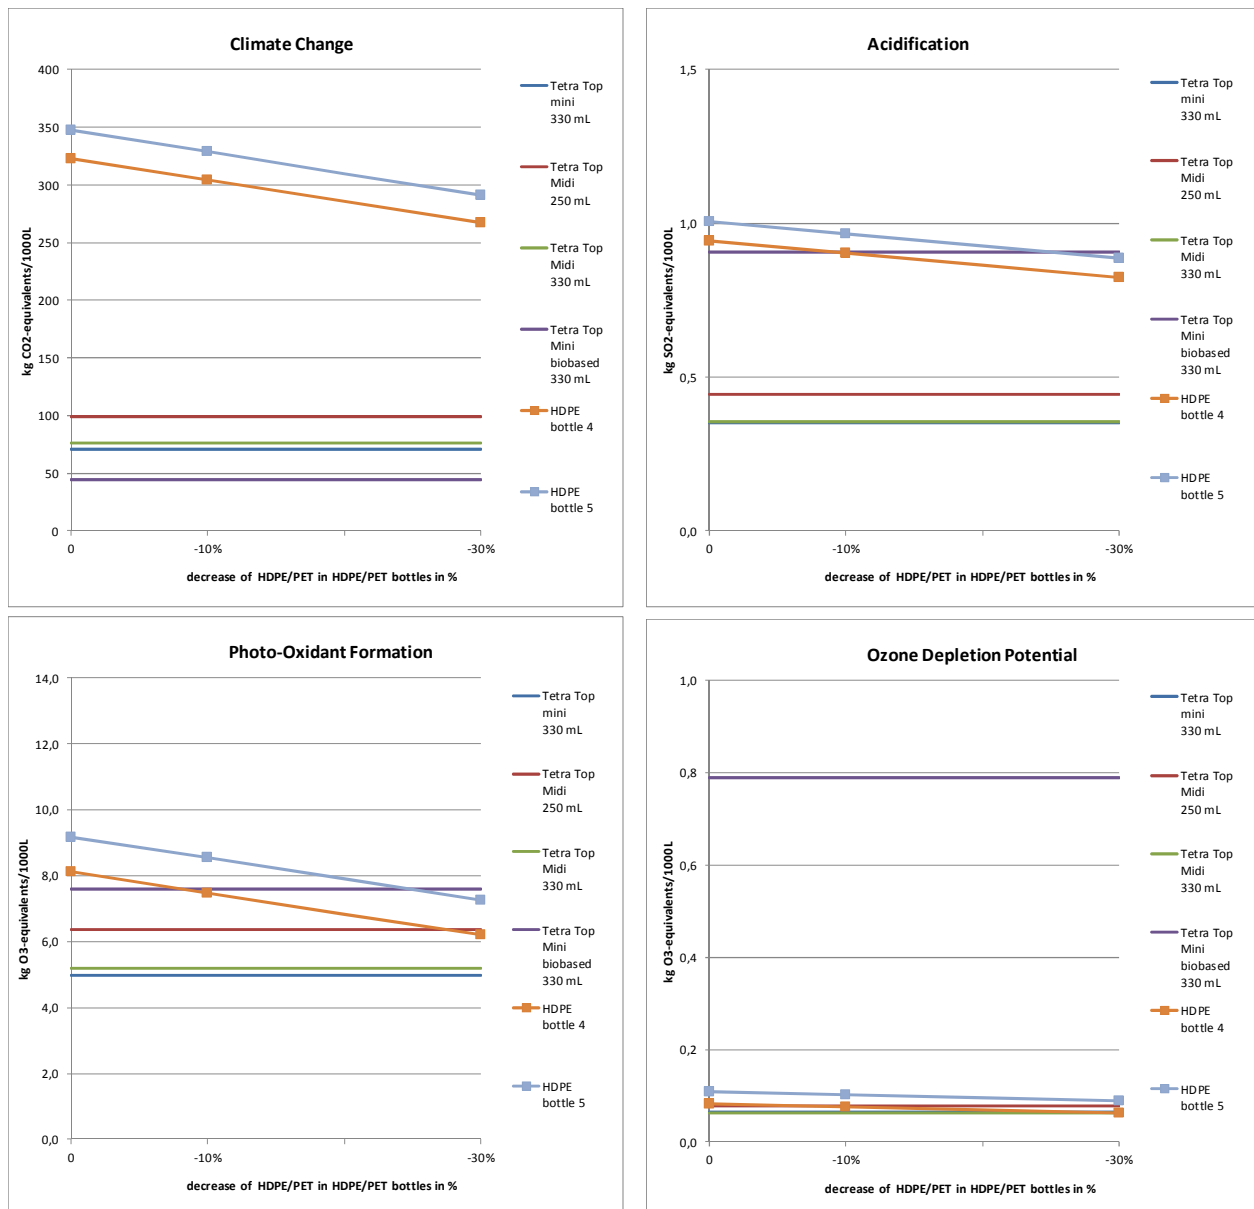 Climate Change
400
350
300
250
200
150
100
50
0
kg CO2-equivalents/1000L
0
-10%
-30%
decrease of HDPE/PET in HDPE/PET bottles in %
Tetra Top
mini
330 mL
Tetra Top
Midi
250 mL
Tetra Top
Midi
330 mL
Tetra Top
Mini
biobased
330 mL
HDPE
bottle 4
HDPE
bottle 5
Acidification
1,5
1,0
0,5
0,0
kg SO2-equivalents/1000L
0
-10%
-30%
decrease of HDPE/PET in HDPE/PET bottles in %
Tetra Top
mini
330 mL
Tetra Top
Midi
250 mL
Tetra Top
Midi
330 mL
Tetra Top
Mini
biobased
330 mL
HDPE
bottle 4
HDPE
bottle 5
Photo-Oxidant Formation
14,0
12,0
10,0
8,0
6,0
4,0
2,0
0,0
kg O3-equivalents/1000L
0
-10%
-30%
decrease of HDPE/PET in HDPE/PET bottles in %
Tetra Top
mini
330 mL
Tetra Top
Midi
250 mL
Tetra Top
Midi
330 mL
Tetra Top
Mini
biobased
330 mL
HDPE
bottle 4
HDPE
bottle 5
Ozone Depletion Potential
1,0
0,8
0,6
0,4
0,2
0,0
kg O3-equivalents/1000L
0
-10%
-30%
decrease of HDPE/PET in HDPE/PET bottles in %
Tetra Top
mini
330 mL
Tetra Top
Midi
250 mL
Tetra Top
Midi
330 mL
Tetra Top
Mini
biobased
330 mL
HDPE
bottle 4
HDPE
bottle 5